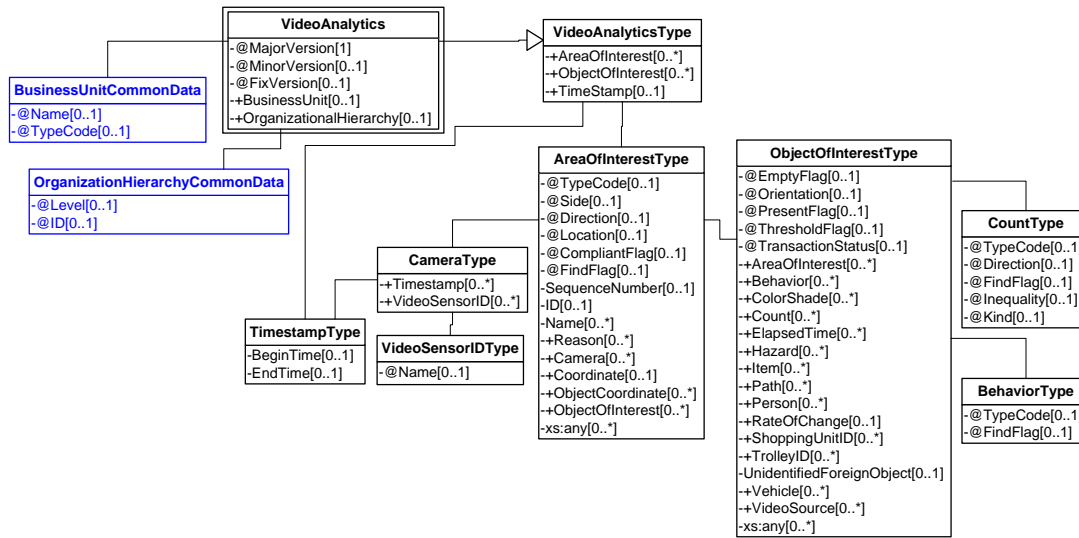 VideoAnalytics
-@MajorVersion[1]
-@MinorVersion[0..1]
-@FixVersion[0..1]
-+BusinessUnit[0..1]
-+OrganizationalHierarchy[0..1]
VideoAnalyticsType
-+AreaOfInterest[0..*]
-+ObjectOfInterest[0..*]
-+TimeStamp[0..1]
BusinessUnitCommonData
-@Name[0..1]
-@TypeCode[0..1]
OrganizationHierarchyCommonData
-@Level[0..1]
-@ID[0..1]
AreaOfInterestType
-@TypeCode[0..1]
-@Side[0..1]
-@Direction[0..1]
-@Location[0..1]
-@CompliantFlag[0..1]
-@FindFlag[0..1]
-SequenceNumber[0..1]
-ID[0..1]
-Name[0..*]
-+Reason[0..*]
-+Camera[0..*]
-+Coordinate[0..1]
-+ObjectCoordinate[0..*]
-+ObjectOfInterest[0..*]
-xs:any[0..*]
ObjectOfInterestType
-@EmptyFlag[0..1]
-@Orientation[0..1]
-@PresentFlag[0..1]
-@ThresholdFlag[0..1]
-@TransactionStatus[0..1]
-+AreaOfInterest[0..*]
-+Behavior[0..*]
-+ColorShade[0..*]
-+Count[0..*]
-+ElapsedTime[0..*]
-+Hazard[0..*]
-+Item[0..*]
-+Path[0..*]
-+Person[0..*]
-+RateOfChange[0..1]
-+ShoppingUnitID[0..*]
-+TrolleyID[0..*]
-UnidentifiedForeignObject[0..1]
-+Vehicle[0..*]
-+VideoSource[0..*]
-xs:any[0..*]
CountType
-@TypeCode[0..1
-@Direction[0..1]
-@FindFlag[0..1]
-@Inequality[0..1]
-@Kind[0..1]
CameraType
-+Timestamp[0..*]
-+VideoSensorID[0..*]
TimestampType
-BeginTime[0..1]
-EndTime[0..1]
VideoSensorIDType
-@Name[0..1]
BehaviorType
-@TypeCode[0..1
-@FindFlag[0..1]